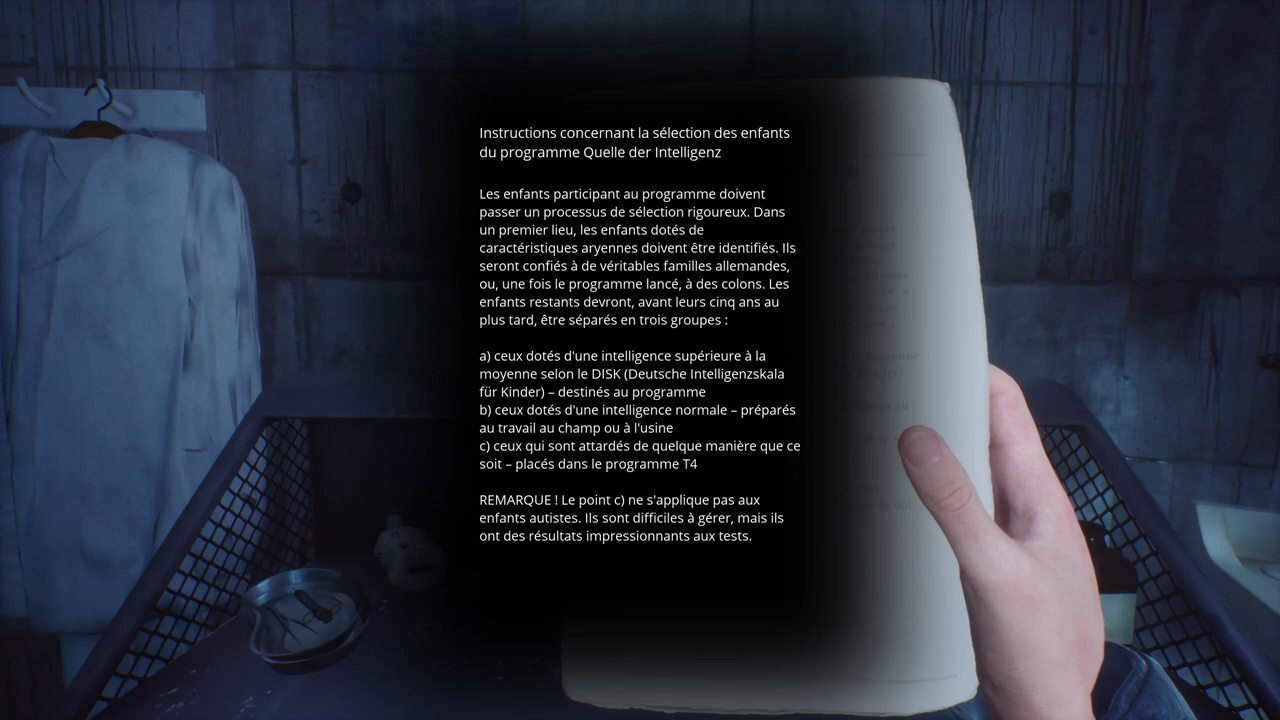 Instructions concernant la sélection des enfants
du programme Quelle der Intelligenz
Les enfants participant au programme doivent
passer un processus de sélection rigoureux. Dans
un premier lieu, les enfants dotés de
caractéristiques aryennes doivent être identifiés. Ils
seront confiés à de véritables familles allemandes,
ou, une fois le programme lancé, à des colons. Les
enfants restants devront, avant leurs cinq ans au
plus tard, être séparés en trois groupes :
a) ceux dotés d'une intelligence supérieure à la
moyenne selon le DISK (Deutsche Intelligenzskala
für Kinder) – destinés au programme
b) ceux dotés d'une intelligence normale – préparés
au travail au champ ou à l'usine
c) ceux qui sont attardés de quelque manière que ce
soit – placés dans le programme T4
REMARQUE ! Le point c) ne s'applique pas aux
enfants autistes. Ils sont difficiles à gérer, mais ils
ont des résultats impressionnants aux tests.